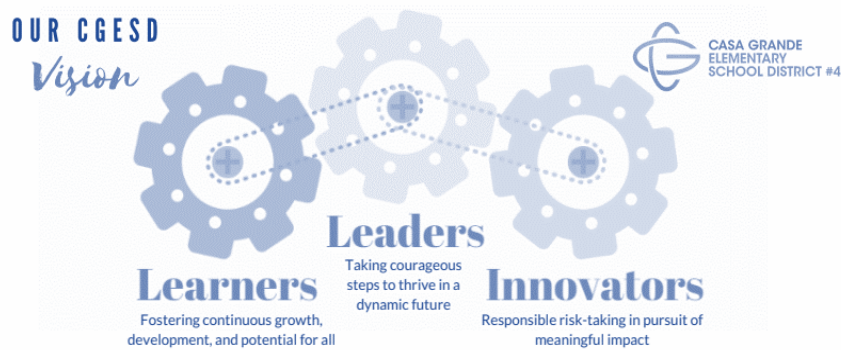 OUR CGESD
Vision
CASA GRANDE
ELEMENTARY
SCHOOL DISTRICT #4
Learners
Fostering continuous growth,
development, and potential for all
Leaders
Taking courageous
steps to thrive in a
dynamic future
Innovators
Responsible risk-taking in pursuit of
meaningful impact